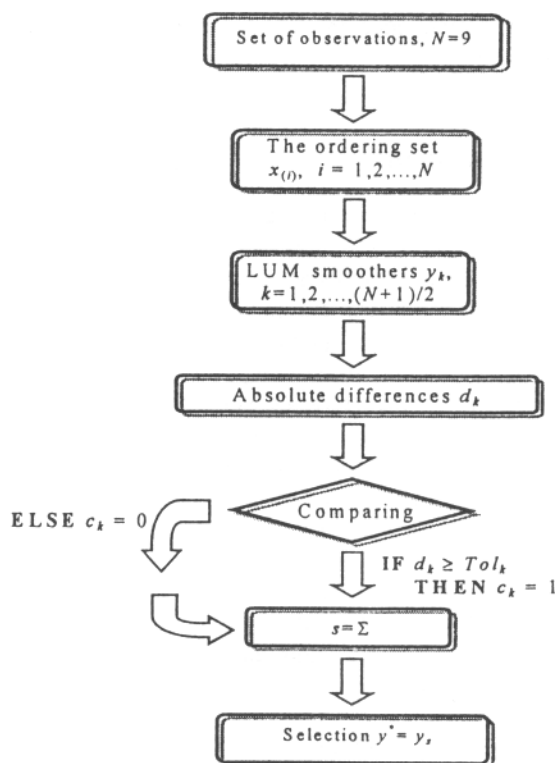 Set of observations, N=9
The ordering set
x(i), i = 1,2,...,N
LUM smoothers yk,
k=1,2,...,(N+1)/2
Absolute differences dk
Comparing
ELSE ck = 0
IF dk ≥ Tolk
THEN ck = 1
s=Σ
Selection y*= ys